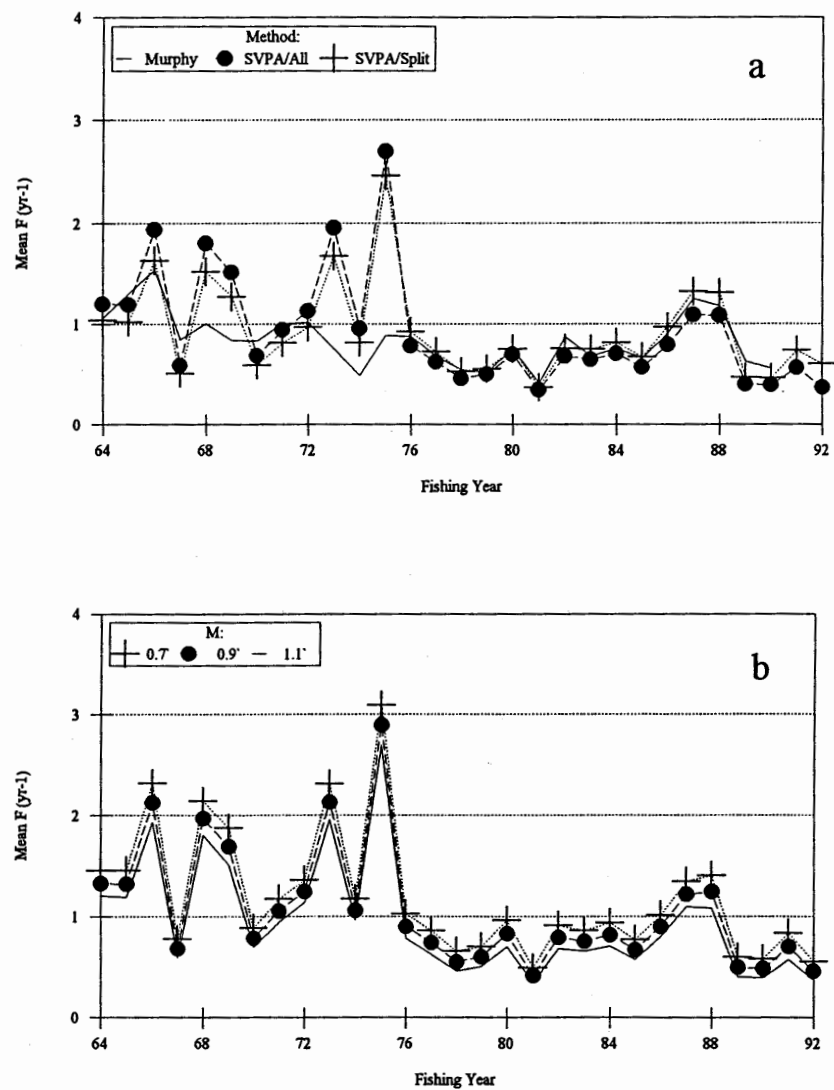 4
Method:
Murphy SVPA/All SVPA/Split
a
3
2
1
0
Mean F (yr-1)
64 68 72 76 80 84 88 92
Fishing Year
4
M:
0.7 0.9 1.1
b
3
2
1
0
Mean F (yr-1)
64 68 72 76 80 84 88 92
Fishing Year